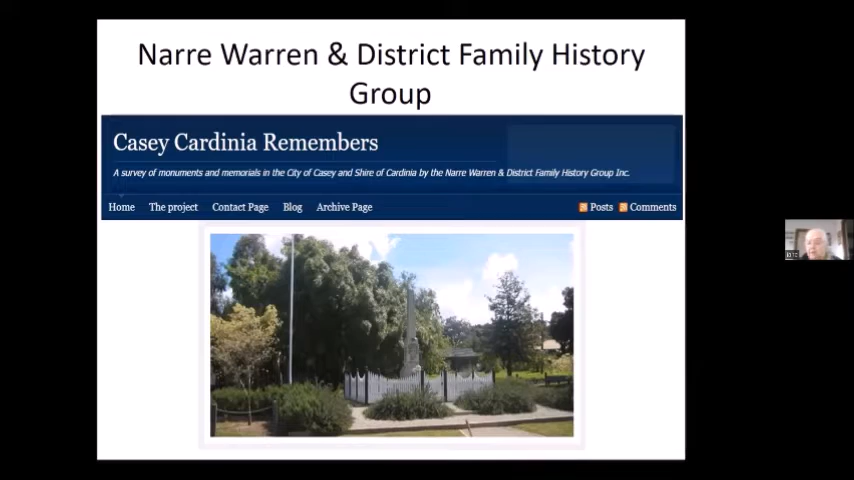 Narre Warren & District Family History
Group
Casey Cardinia Remembers
A survey of monuments and memorials in the City of Casey and Shire of Cardinia by the Narre Warren & District Family History Group Inc.
Home The project Contact Page Blog Archive Page Posts Comments